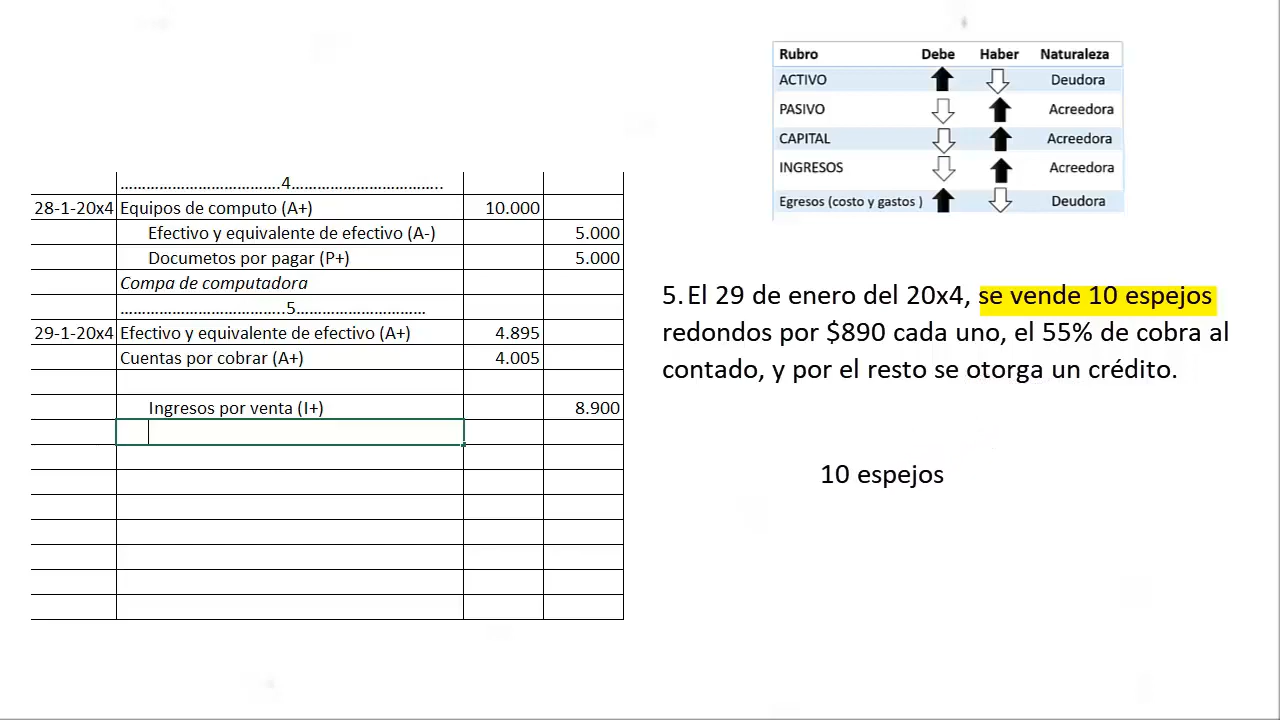 Rubro Debe Haber Naturaleza
ACTIVO Deudora
PASIVO Acreedora
CAPITAL Acreedora
INGRESOS Acreedora
Egresos (costo y gastos ) Deudora
……………………………….4……………………………..
28-1-20x4 Equipos de computo (A+) 10.000
Efectivo y equivalente de efectivo (A-) 5.000
Documetos por pagar (P+) 5.000
Compa de computadora
………………………………..5…………………………
29-1-20x4 Efectivo y equivalente de efectivo (A+) 4.895
Cuentas por cobrar (A+) 4.005
Ingresos por venta (I+) 8.900
5. El 29 de enero del 20x4, se vende 10 espejos
redondos por $890 cada uno, el 55% de cobra al
contado, y por el resto se otorga un crédito.
10 espejos